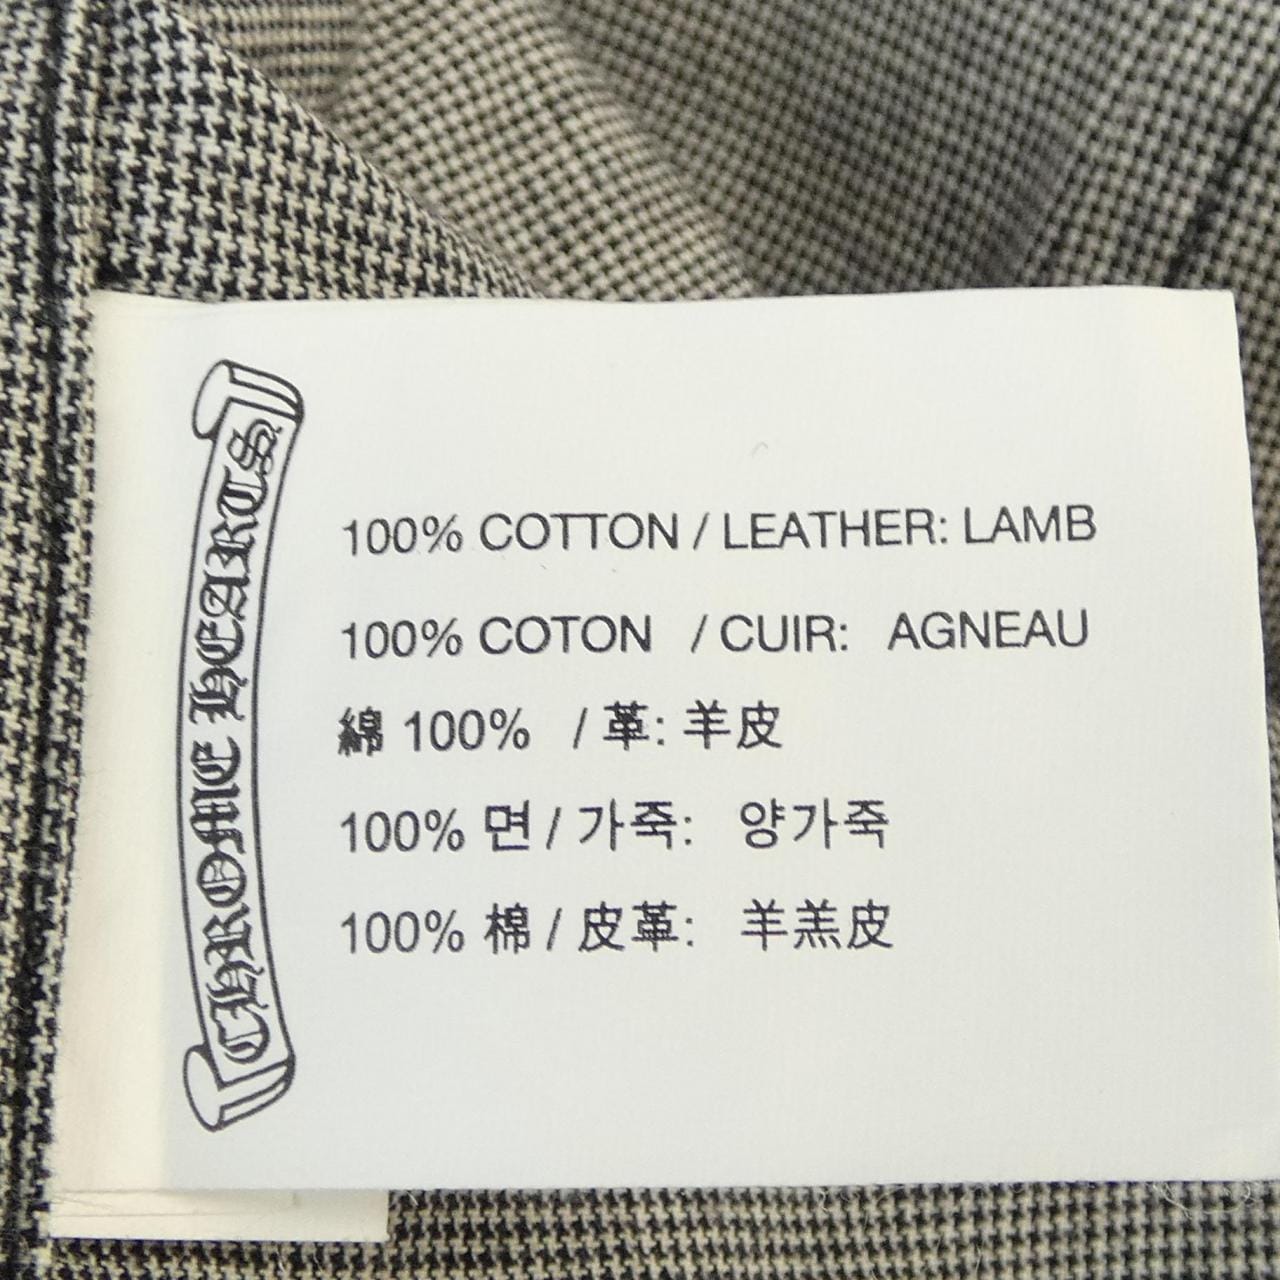 CHROME HEARTS
100% COTTON / LEATHER: LAMB
100% COTON / CUIR: AGNEAU
綿 100% / 革: 羊皮
100% 면 / 가죽: 양가죽
100% 棉 / 皮革: 羊羔皮